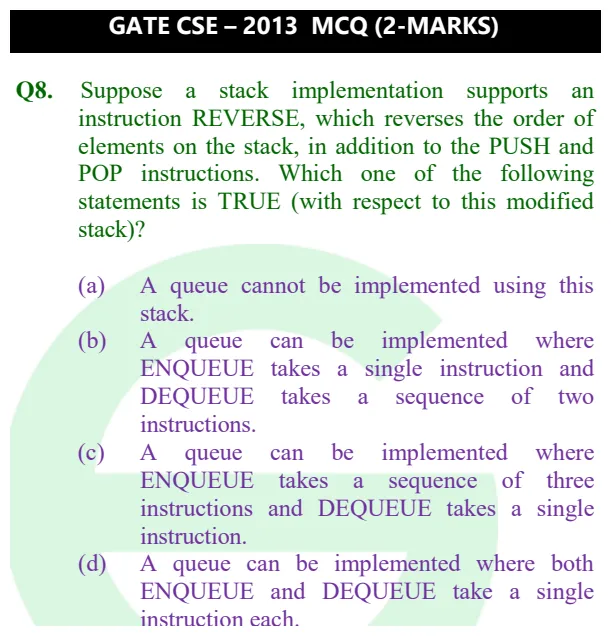 GATE CSE – 2013 MCQ (2-MARKS)
Q8. Suppose a stack implementation supports an
instruction REVERSE, which reverses the order of
elements on the stack, in addition to the PUSH and
POP instructions. Which one of the following
statements is TRUE (with respect to this modified
stack)?
(a) A queue cannot be implemented using this
stack.
(b) A queue can be implemented where
ENQUEUE takes a single instruction and
DEQUEUE takes a sequence of two
instructions.
(c) A queue can be implemented where
ENQUEUE takes a sequence of three
instructions and DEQUEUE takes a single
instruction.
(d) A queue can be implemented where both
ENQUEUE and DEQUEUE take a single
instruction each.